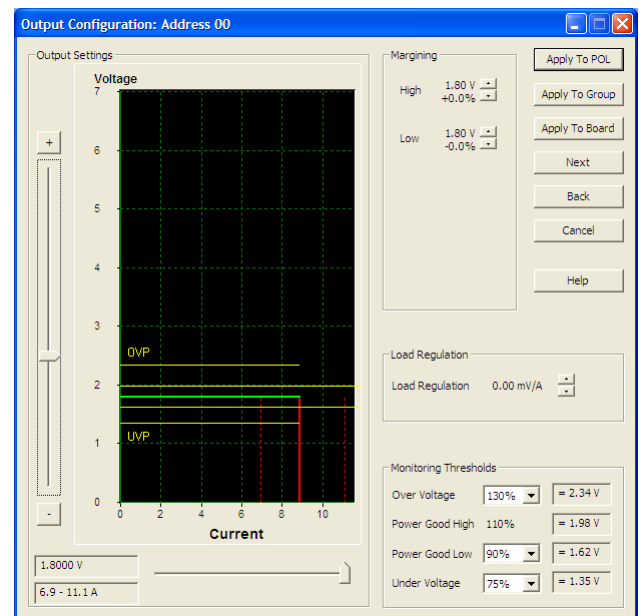 Output Configuration: Address 00
Output Settings
Voltage
7
6
5
4
3
2
1
0
OVP
UVP
0 2 4 6 8 10
Current
+
-
1.8000 V
6.9 - 11.1 A
Margining
High 1.80 V
+0.0%
Low 1.80 V
-0.0%
Apply To POL
Apply To Group
Apply To Board
Next
Back
Cancel
Help
Load Regulation
Load Regulation 0.00 mV/A
Monitoring Thresholds
Over Voltage 130% = 2.34 V
Power Good High 110% = 1.98 V
Power Good Low 90% = 1.62 V
Under Voltage 75% = 1.35 V